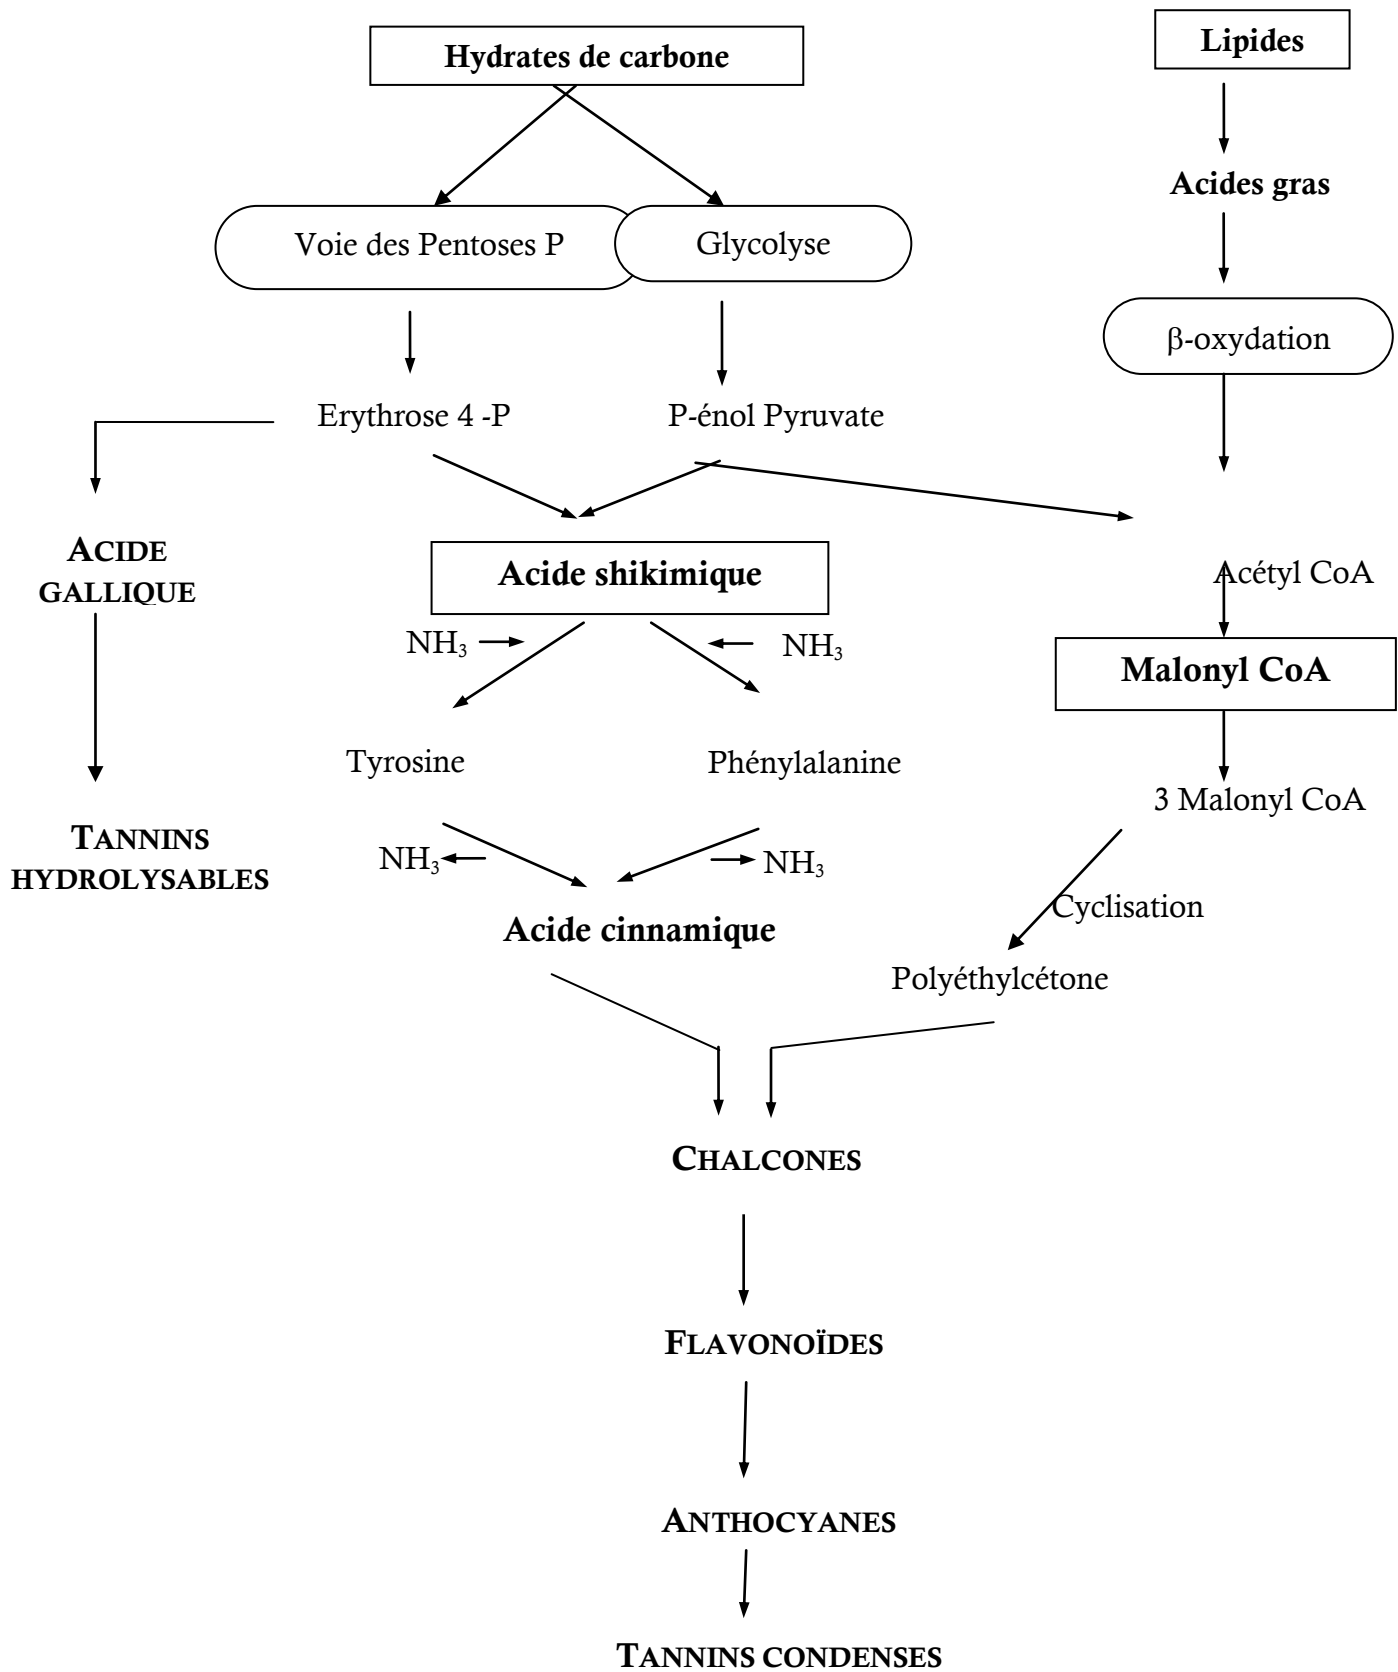 Hydrates de carbone
Lipides
Acides gras
Voie des Pentoses P
Glycolyse
β-oxydation
Erythrose 4 -P
P-énol Pyruvate
ACIDE
GALLIQUE
Acide shikimique
Acétyl CoA
NH₃
NH₃
Malonyl CoA
Tyrosine
Phénylalanine
3 Malonyl CoA
TANNINS
HYDROLYSABLES
NH₃
NH₃
Cyclisation
Acide cinnamique
Polyéthylcétone
CHALCONES
FLAVONOÏDES
ANTHOCYANES
TANNINS CONDENSES